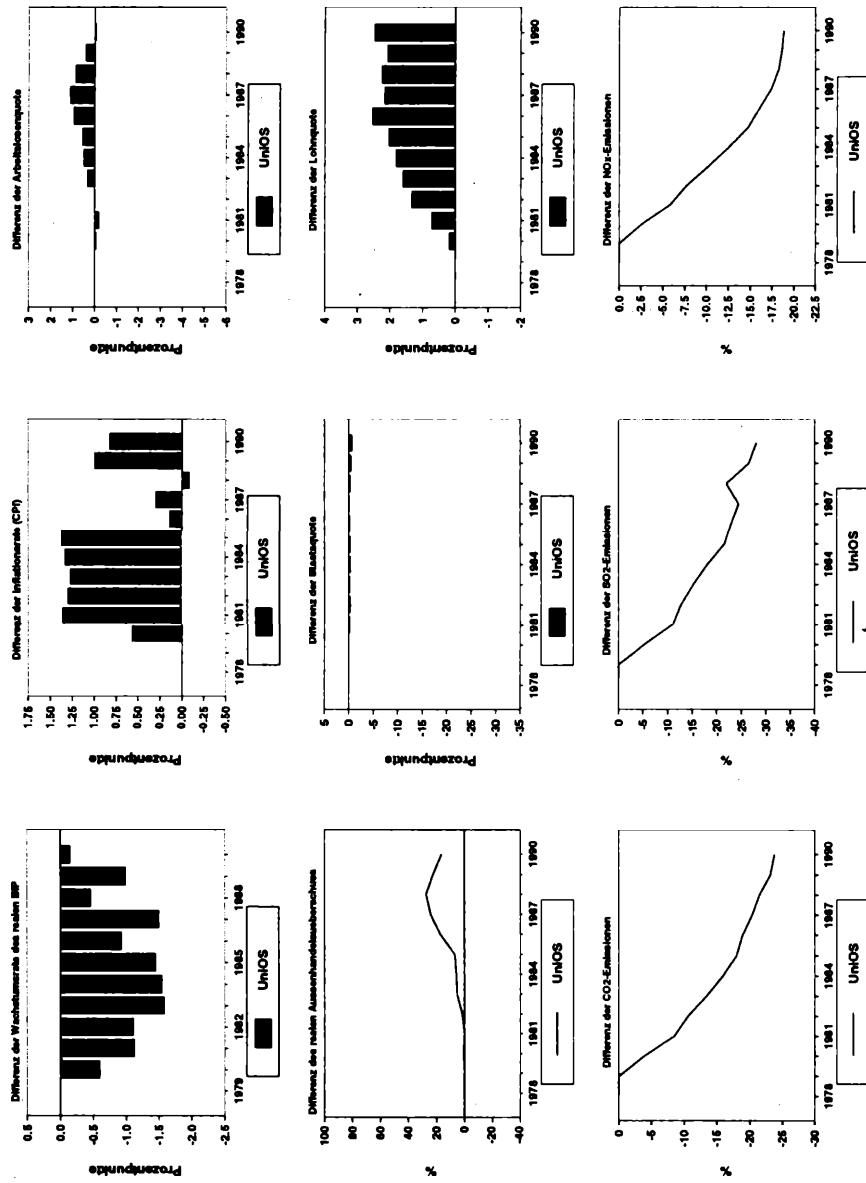 Differenz der Wachstumsrate des realen BIP
Prozentpunkte
0.5
0.0
-0.5
-1.0
-1.5
-2.0
-2.5
1979 1982 1985 1988
UniOS
Differenz der Inflationsrate (CPI)
Prozentpunkte
1.75
1.50
1.25
1.00
0.75
0.50
0.25
0.00
-0.25
-0.50
1978 1981 1984 1987 1990
UniOS
Differenz der Arbeitslosenquote
Prozentpunkte
3
2
1
0
-1
-2
-3
-4
-5
-6
1978 1981 1984 1987 1990
UniOS
Differenz des realen Aussenhandelsueberschuss
%
100
80
60
40
20
0
-20
-40
1978 1981 1984 1987 1990
UniOS
Differenz der Staatsquote
Prozentpunkte
5
0
-5
-10
-15
-20
-25
-30
-35
1978 1981 1984 1987 1990
UniOS
Differenz der Lohnquote
Prozentpunkte
4
3
2
1
0
-1
-2
1978 1981 1984 1987 1990
UniOS
Differenz der CO2-Emissionen
%
0
-5
-10
-15
-20
-25
-30
1978 1981 1984 1987 1990
UniOS
Differenz der SO2-Emissionen
%
0
-5
-10
-15
-20
-25
-30
-35
-40
1978 1981 1984 1987 1990
UniOS
Differenz der NOx-Emissionen
%
0.0
-2.5
-5.0
-7.5
-10.0
-12.5
-15.0
-17.5
-20.0
-22.5
1978 1981 1984 1987 1990
UniOS